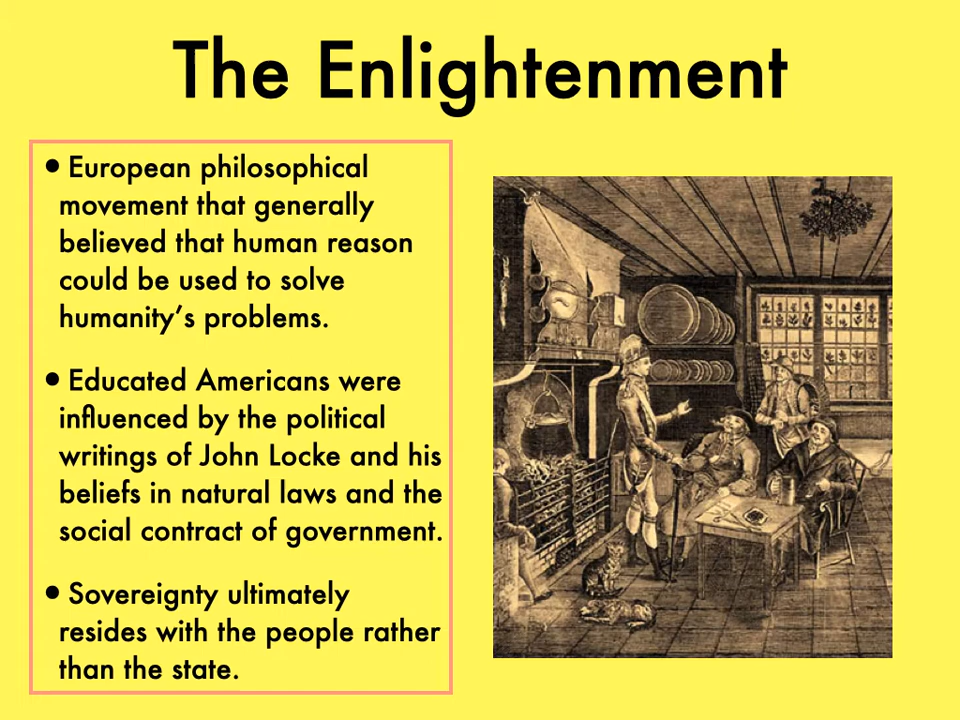 The Enlightenment
• European philosophical
movement that generally
believed that human reason
could be used to solve
humanity’s problems.
• Educated Americans were
influenced by the political
writings of John Locke and his
beliefs in natural laws and the
social contract of government.
• Sovereignty ultimately
resides with the people rather
than the state.